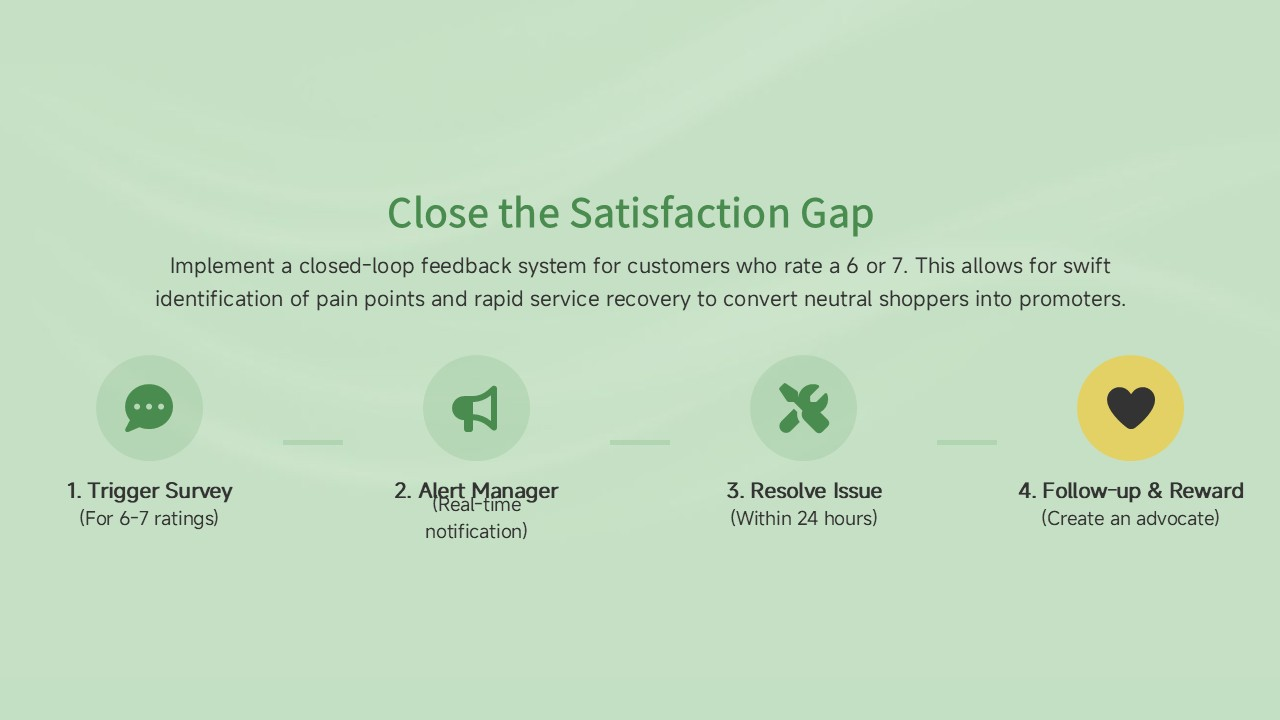 Close the Satisfaction Gap
Implement a closed-loop feedback system for customers who rate a 6 or 7. This allows for swift
identification of pain points and rapid service recovery to convert neutral shoppers into promoters.
1. Trigger Survey
(For 6-7 ratings)
2. Alert Manager
(Real-time
notification)
3. Resolve Issue
(Within 24 hours)
4. Follow-up & Reward
(Create an advocate)